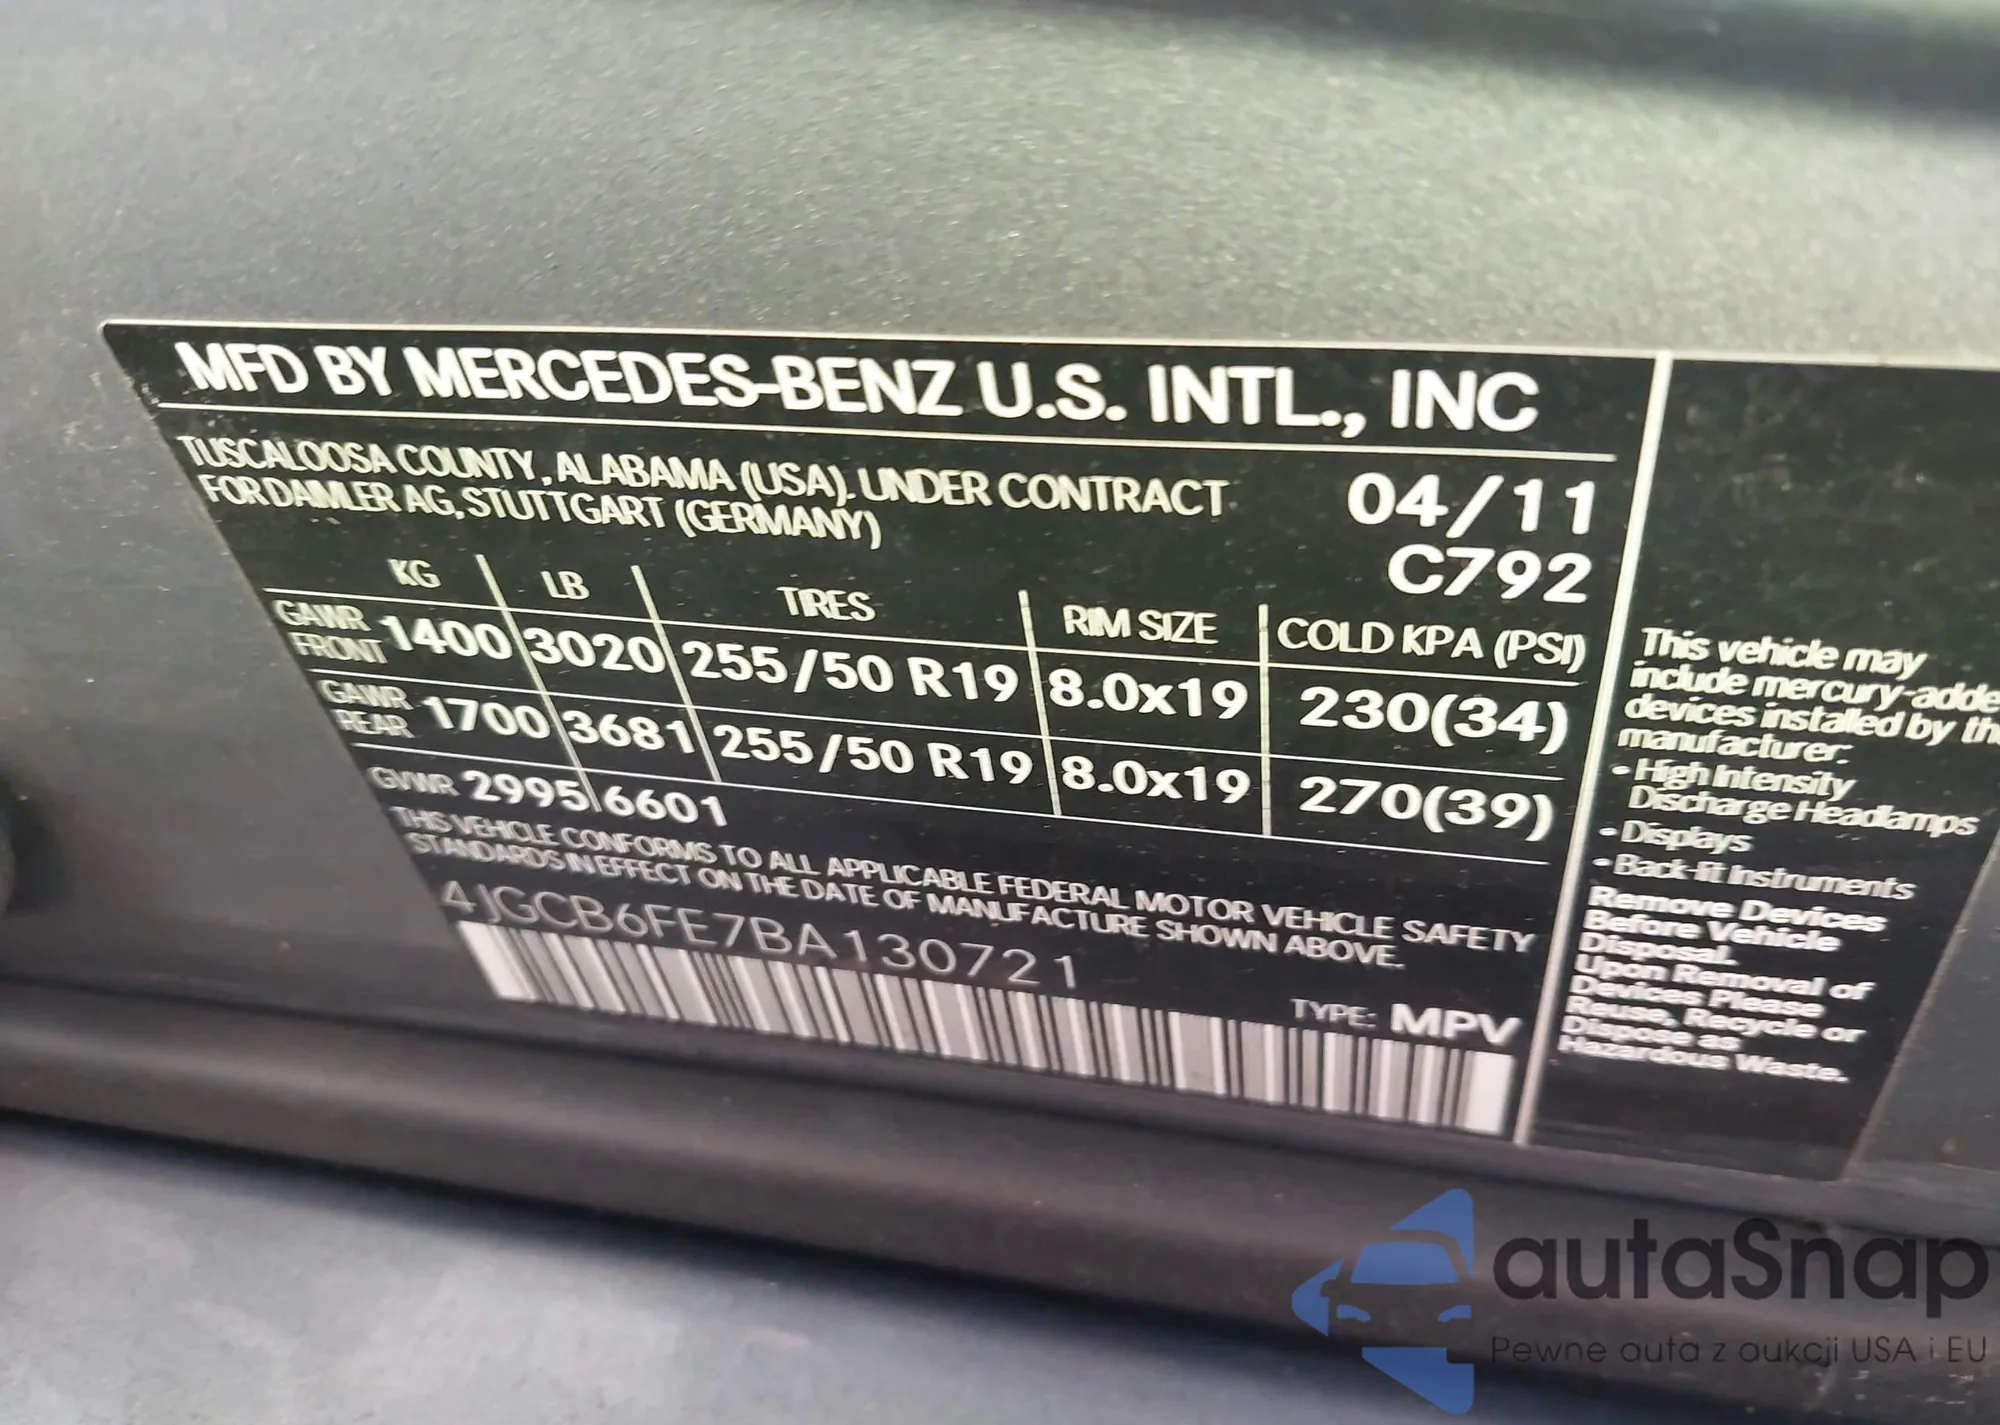 MFD BY MERCEDES-BENZ U.S. INTL., INC
TUSCALOOSA COUNTY, ALABAMA (USA). UNDER CONTRACT
FOR DAIMLER AG, STUTTGART (GERMANY)
04/11
C792
KG LB TIRES RIM SIZE COLD KPA (PSI)
GAWR FRONT 1400 3020 255/50 R19 8.0x19 230(34)
GAWR REAR 1700 3681 255/50 R19 8.0x19 270(39)
GVWR 2995 6601
THIS VEHICLE CONFORMS TO ALL APPLICABLE FEDERAL MOTOR VEHICLE SAFETY
STANDARDS IN EFFECT ON THE DATE OF MANUFACTURE SHOWN ABOVE.
4JGCB6FE7BA130721
TYPE: MPV
This vehicle may
include mercury-adde
devices installed by th
manufacturer:
• High Intensity
Discharge Headlamps
• Displays
• Back-lit Instruments
Remove Devices
Before Vehicle
Disposal.
Upon Removal of
Devices Please
Reuse, Recycle or
Dispose as
Hazardous Waste.
autaSnap
Pewne auta z aukcji USA i EU